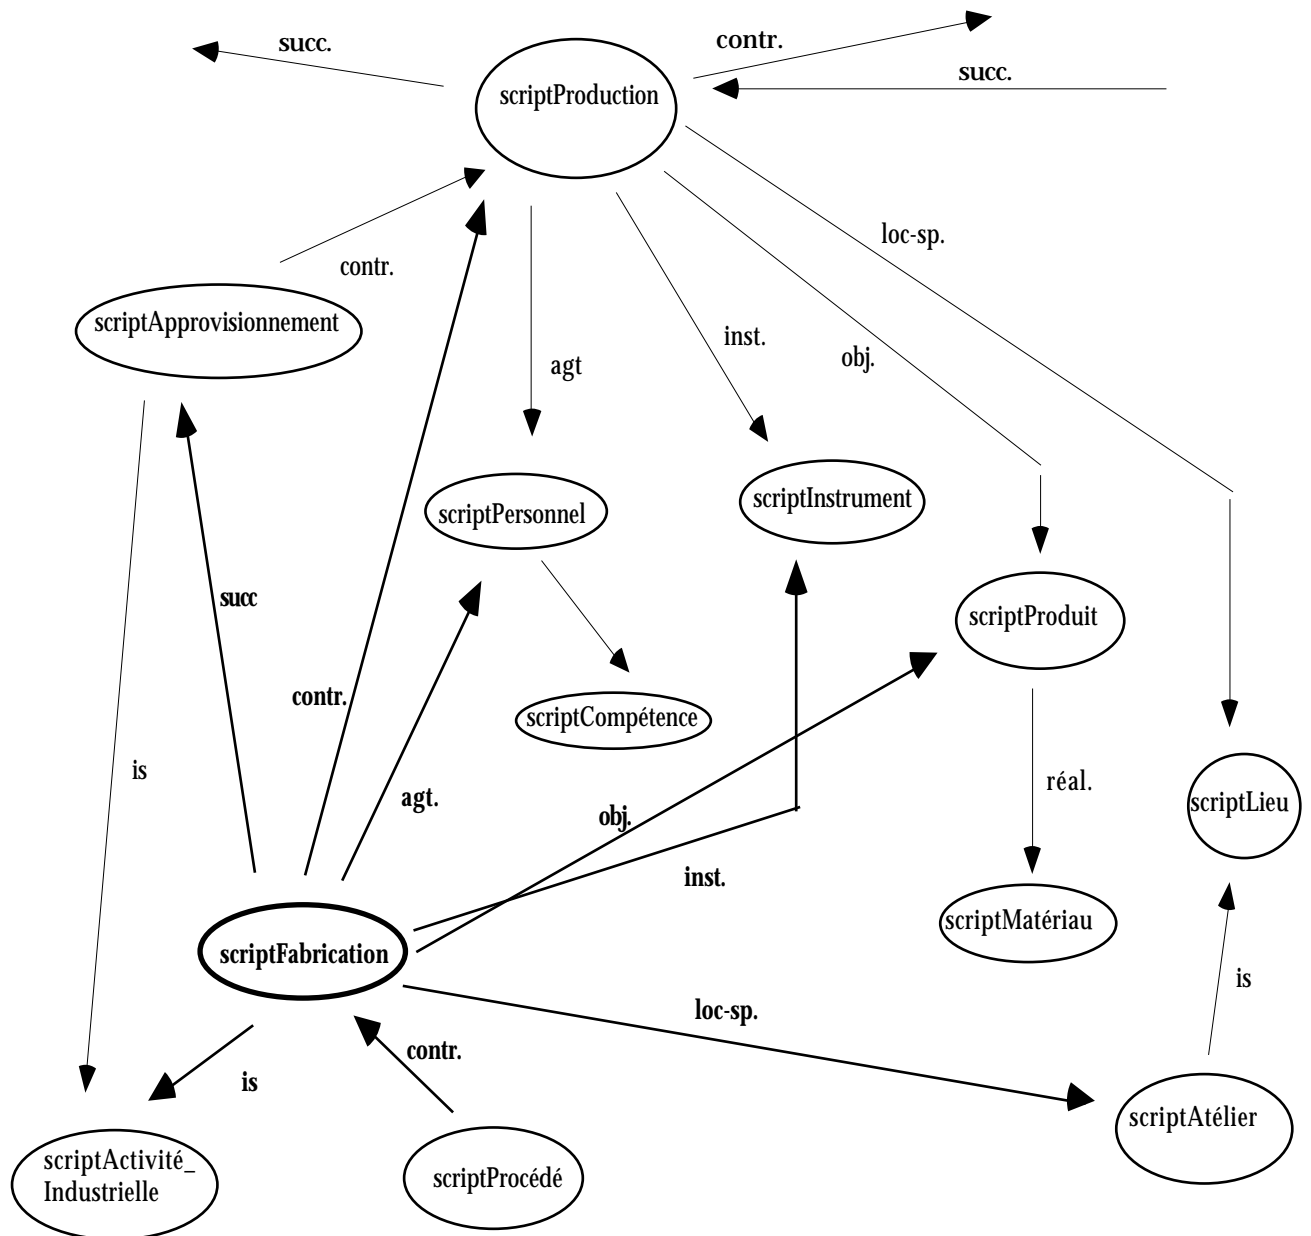 succ.
contr.
succ.
scriptProduction
loc-sp.
contr.
scriptApprovisionnement
inst.
obj.
agt
scriptInstrument
scriptPersonnel
succ
scriptProduit
contr.
scriptCompétence
is
réal.
agt.
scriptLieu
obj.
inst.
scriptMatériau
scriptFabrication
is
loc-sp.
contr.
is
scriptAtélier
scriptActivité_
Industrielle
scriptProcédé